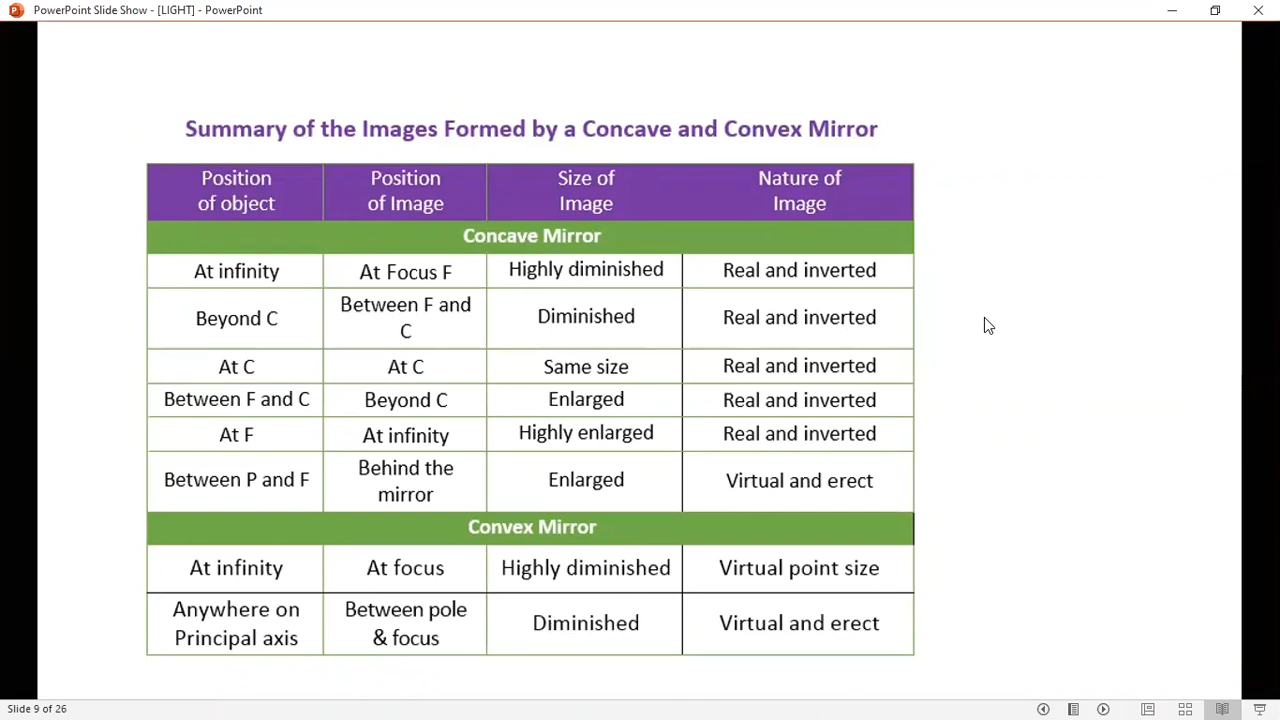 PowerPoint Slide Show - [LIGHT] - PowerPoint
Summary of the Images Formed by a Concave and Convex Mirror
Position of object | Position of Image | Size of Image | Nature of Image
Concave Mirror
At infinity | At Focus F | Highly diminished | Real and inverted
Beyond C | Between F and C | Diminished | Real and inverted
At C | At C | Same size | Real and inverted
Between F and C | Beyond C | Enlarged | Real and inverted
At F | At infinity | Highly enlarged | Real and inverted
Between P and F | Behind the mirror | Enlarged | Virtual and erect
Convex Mirror
At infinity | At focus | Highly diminished | Virtual point size
Anywhere on Principal axis | Between pole & focus | Diminished | Virtual and erect
Slide 9 of 26